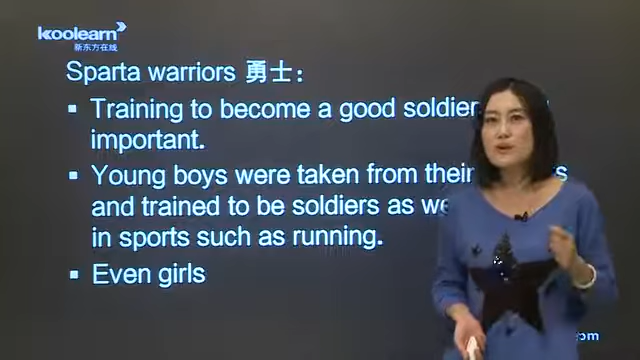 koolearn
新东方在线
Sparta warriors 勇士：
▪ Training to become a good soldier
important.
▪ Young boys were taken from their
and trained to be soldiers as
in sports such as running.
▪ Even girls